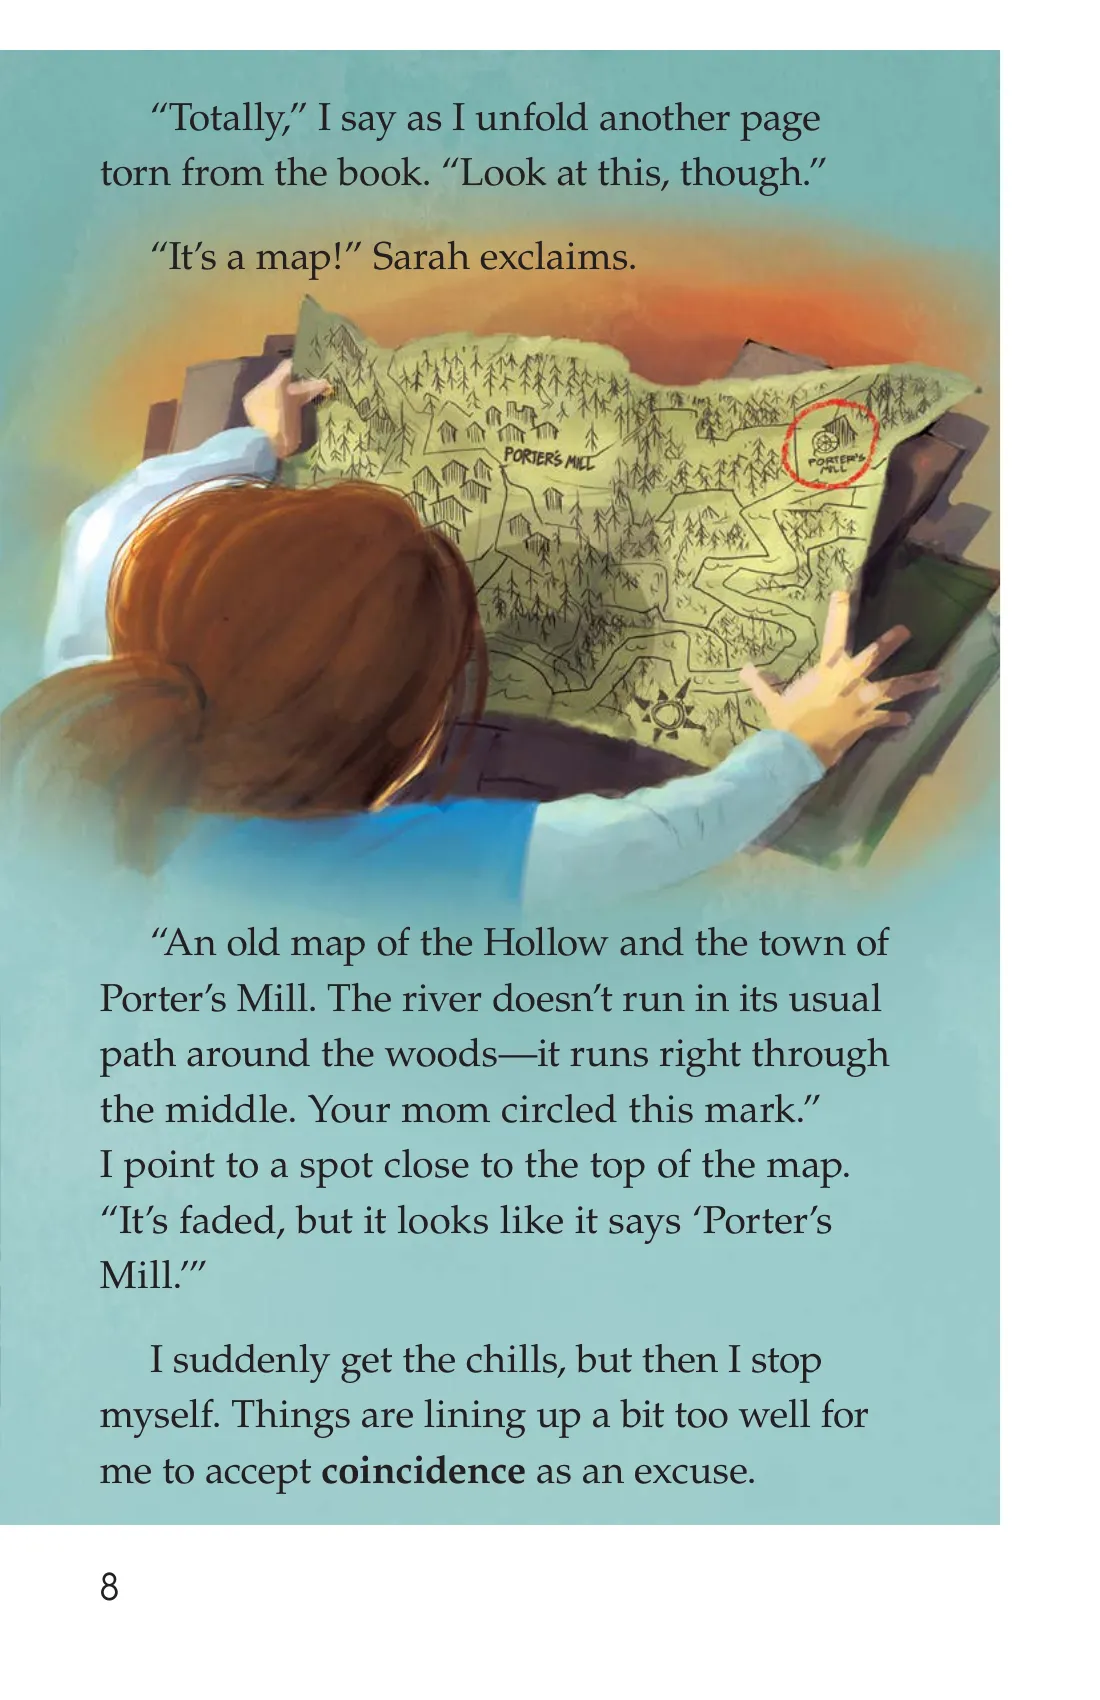 “Totally,” I say as I unfold another page
torn from the book. “Look at this, though.”
“It’s a map!” Sarah exclaims.
PORTER’S MILL
PORTER’S
MILL
“An old map of the Hollow and the town of
Porter’s Mill. The river doesn’t run in its usual
path around the woods—it runs right through
the middle. Your mom circled this mark.”
I point to a spot close to the top of the map.
“It’s faded, but it looks like it says ‘Porter’s
Mill.’”
I suddenly get the chills, but then I stop
myself. Things are lining up a bit too well for
me to accept coincidence as an excuse.
8